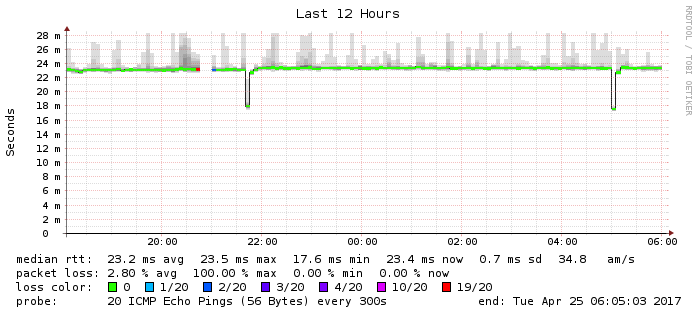 Last 12 Hours
RRDTOOL / TOBI OETIKER
Seconds
28 m
26 m
24 m
22 m
20 m
18 m
16 m
14 m
12 m
10 m
8 m
6 m
4 m
2 m
0
20:00 22:00 00:00 02:00 04:00 06:00
median rtt: 23.2 ms avg 23.5 ms max 17.6 ms min 23.4 ms now 0.7 ms sd 34.8 am/s
packet loss: 2.80 % avg 100.00 % max 0.00 % min 0.00 % now
loss color: 0 1/20 2/20 3/20 4/20 10/20 19/20
probe: 20 ICMP Echo Pings (56 Bytes) every 300s end: Tue Apr 25 06:05:03 2017